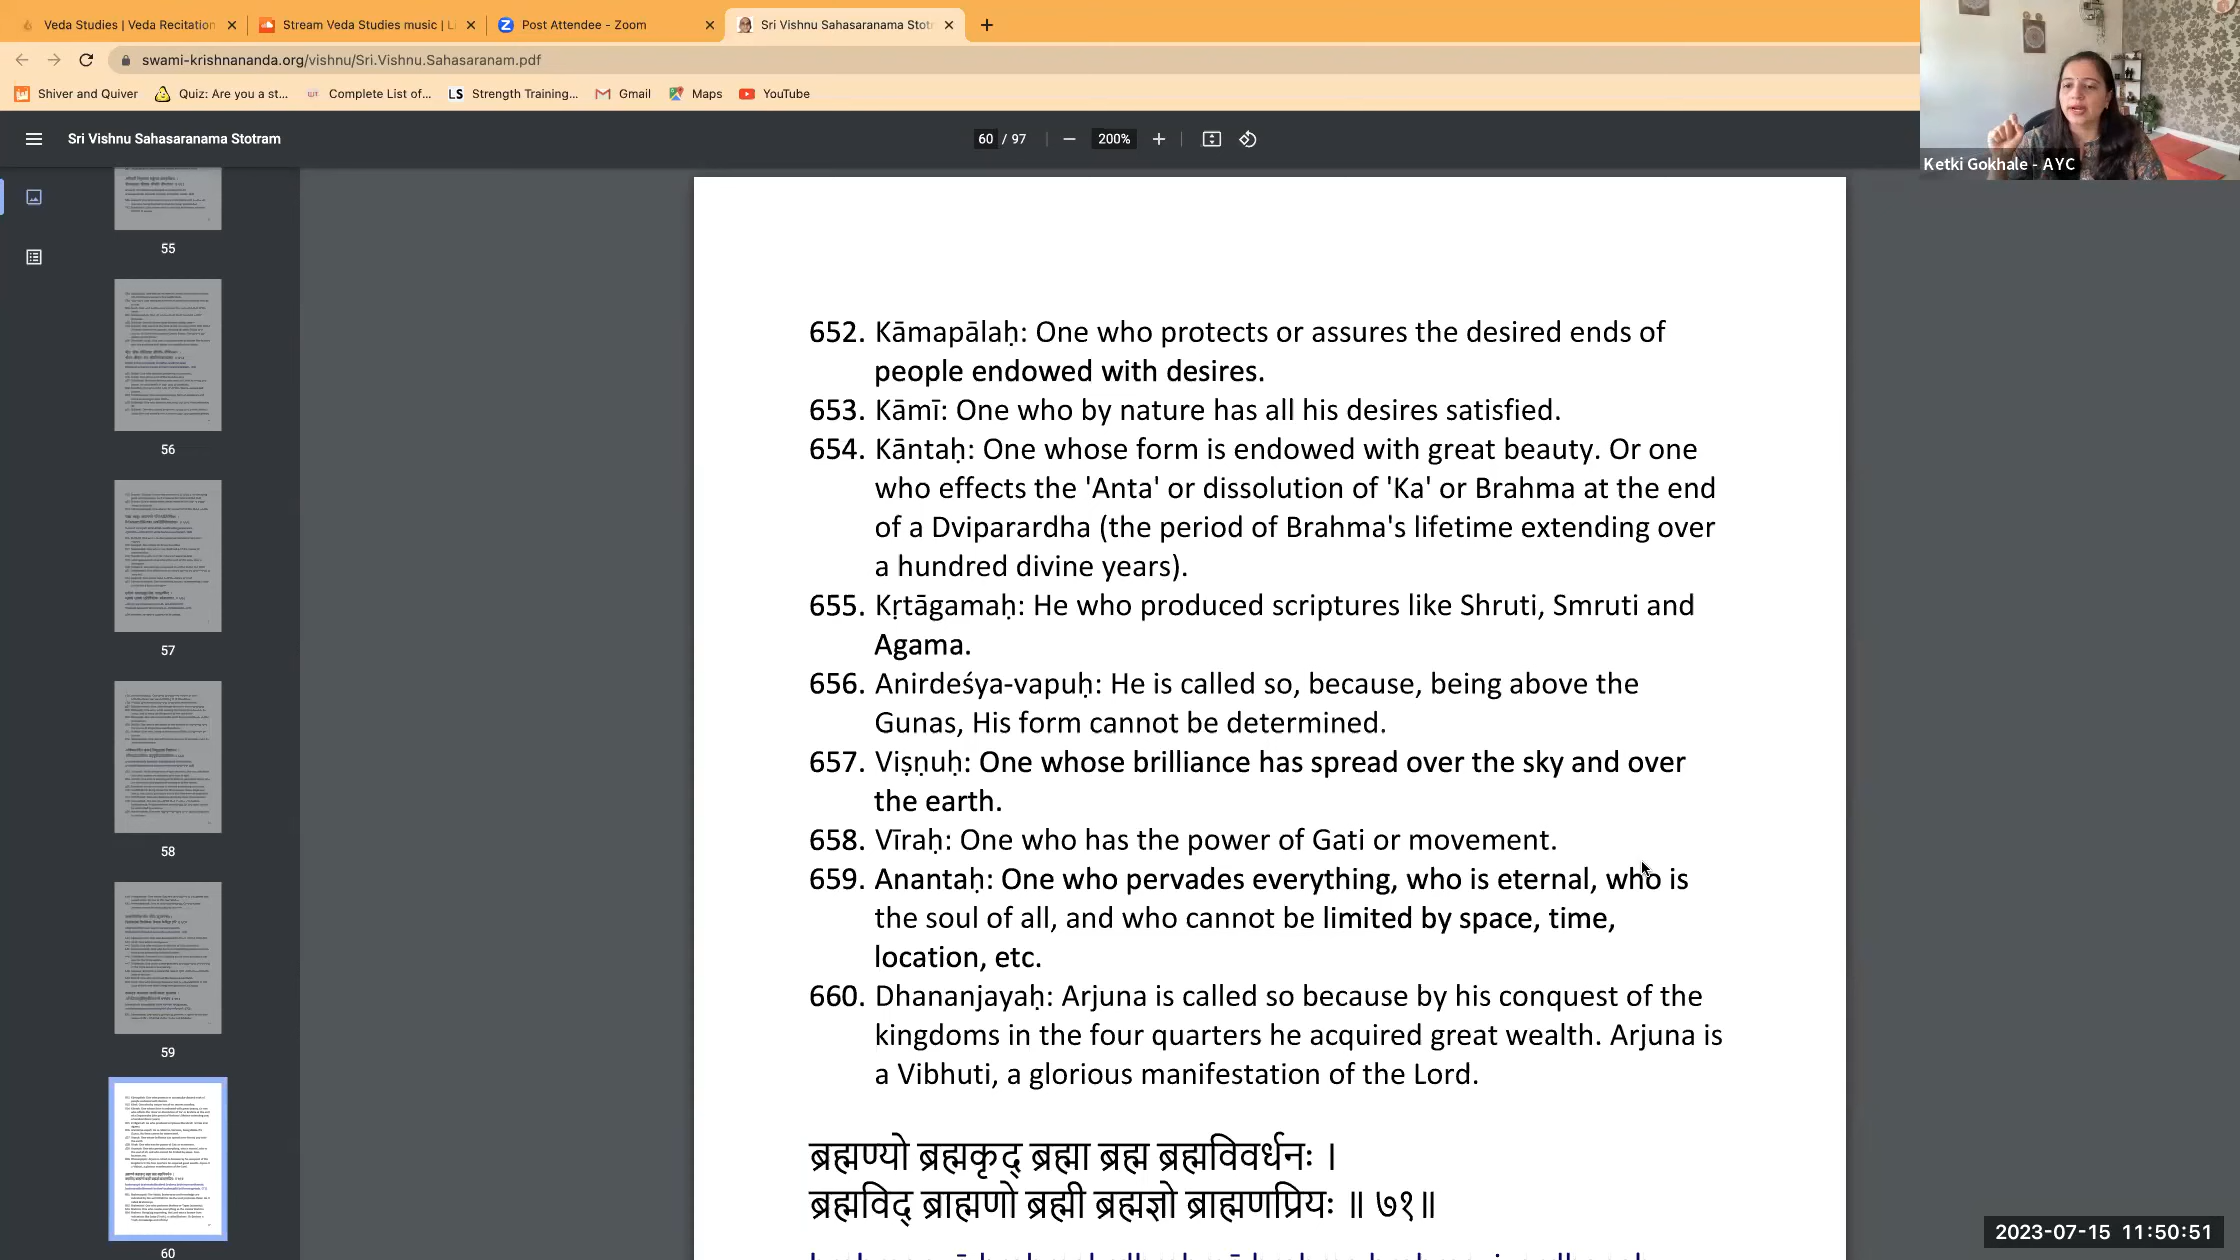 Veda Studies | Veda Recitation
Stream Veda Studies music | Li
Post Attendee - Zoom
Sri Vishnu Sahasaranama Stot
swami-krishnananda.org/vishnu/Sri.Vishnu.Sahasaranam.pdf
Shiver and Quiver
Quiz: Are you a st...
Complete List of...
LS Strength Training...
Gmail
Maps
YouTube
Ketki Gokhale - AYC
Sri Vishnu Sahasaranama Stotram
60 / 97
200%
55
56
57
58
59
60
652. Kāmapālaḥ: One who protects or assures the desired ends of
people endowed with desires.
653. Kāmī: One who by nature has all his desires satisfied.
654. Kāntaḥ: One whose form is endowed with great beauty. Or one
who effects the 'Anta' or dissolution of 'Ka' or Brahma at the end
of a Dviparardha (the period of Brahma's lifetime extending over
a hundred divine years).
655. Kṛtāgamaḥ: He who produced scriptures like Shruti, Smruti and
Agama.
656. Anirdeśya-vapuḥ: He is called so, because, being above the
Gunas, His form cannot be determined.
657. Viṣṇuḥ: One whose brilliance has spread over the sky and over
the earth.
658. Vīraḥ: One who has the power of Gati or movement.
659. Anantaḥ: One who pervades everything, who is eternal, who is
the soul of all, and who cannot be limited by space, time,
location, etc.
660. Dhananjayaḥ: Arjuna is called so because by his conquest of the
kingdoms in the four quarters he acquired great wealth. Arjuna is
a Vibhuti, a glorious manifestation of the Lord.
ब्रह्मण्यो ब्रह्मकृद् ब्रह्मा ब्रह्म ब्रह्मविवर्धनः ।
ब्रह्मविद् ब्राह्मणो ब्रह्मी ब्रह्मज्ञो ब्राह्मणप्रियः ॥ ७१॥
2023-07-15 11:50:51